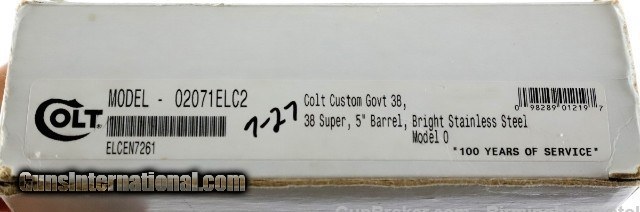 COLT
MODEL - 02071ELC2
ELCEN7261
7-27
Colt Custom Govt 38,
38 Super, 5" Barrel, Bright Stainless Steel
Model O
0 98289 01219 7
*100 YEARS OF SERVICE*
GunsInternational.com